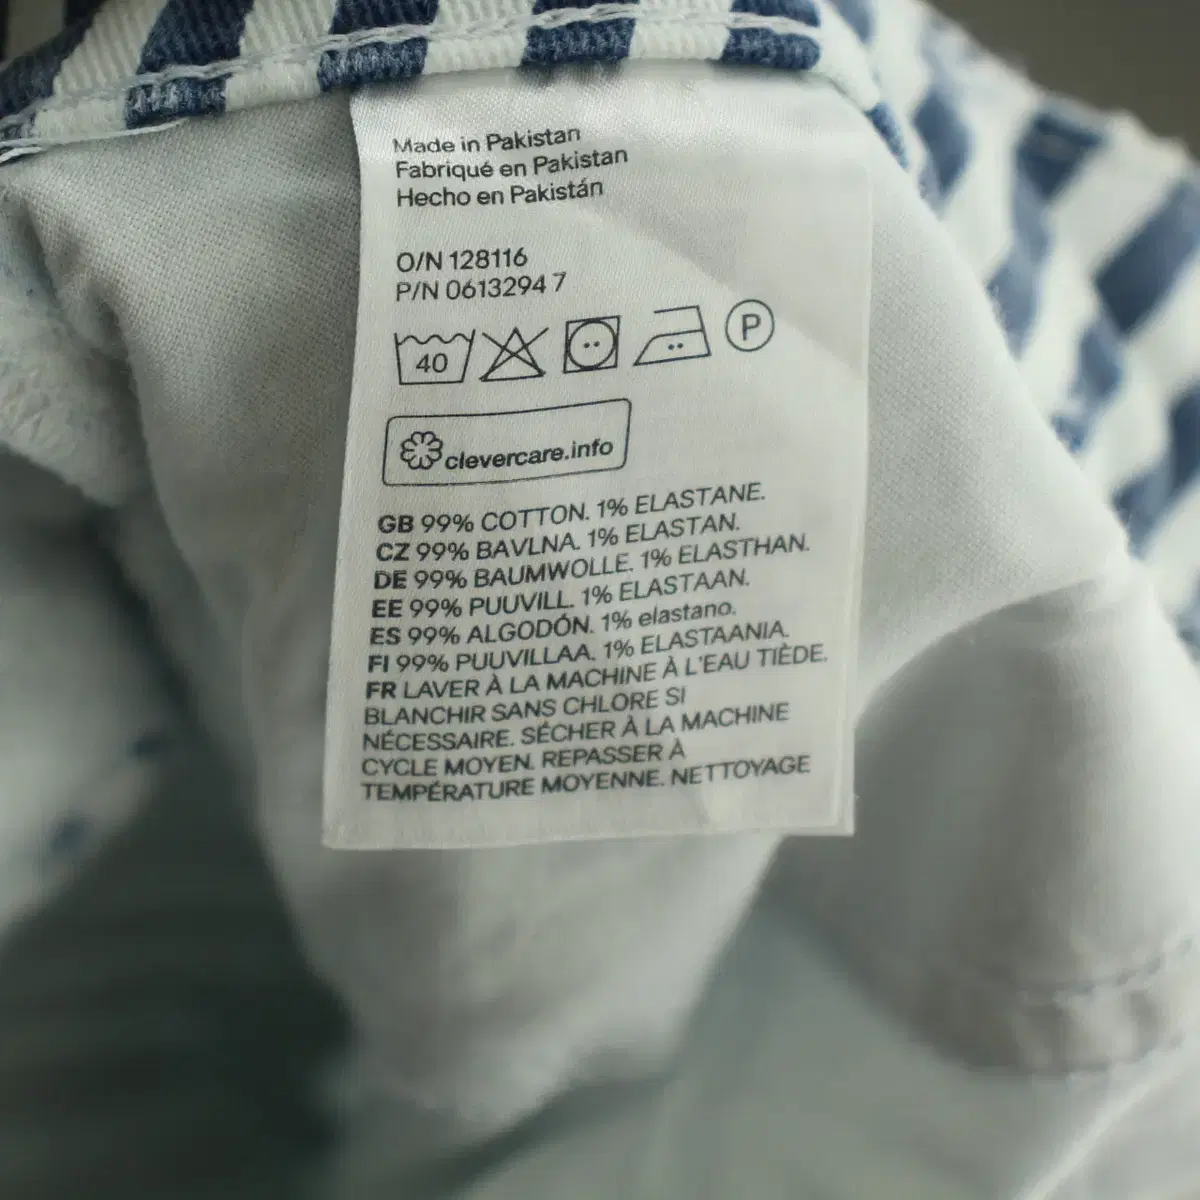 Made in Pakistan
Fabriqué en Pakistan
Hecho en Pakistán
O/N 128116
P/N 0613294 7
40
P
clevercare.info
GB 99% COTTON. 1% ELASTANE.
CZ 99% BAVLNA. 1% ELASTAN.
DE 99% BAUMWOLLE. 1% ELASTHAN.
EE 99% PUUVILL. 1% ELASTAAN.
ES 99% ALGODÓN. 1% elastano.
FI 99% PUUVILLAA. 1% ELASTAANIA.
FR LAVER À LA MACHINE À L'EAU TIÈDE.
BLANCHIR SANS CHLORE SI
NÉCESSAIRE. SÉCHER À LA MACHINE
CYCLE MOYEN. REPASSER À
TEMPÉRATURE MOYENNE. NETTOYAGE